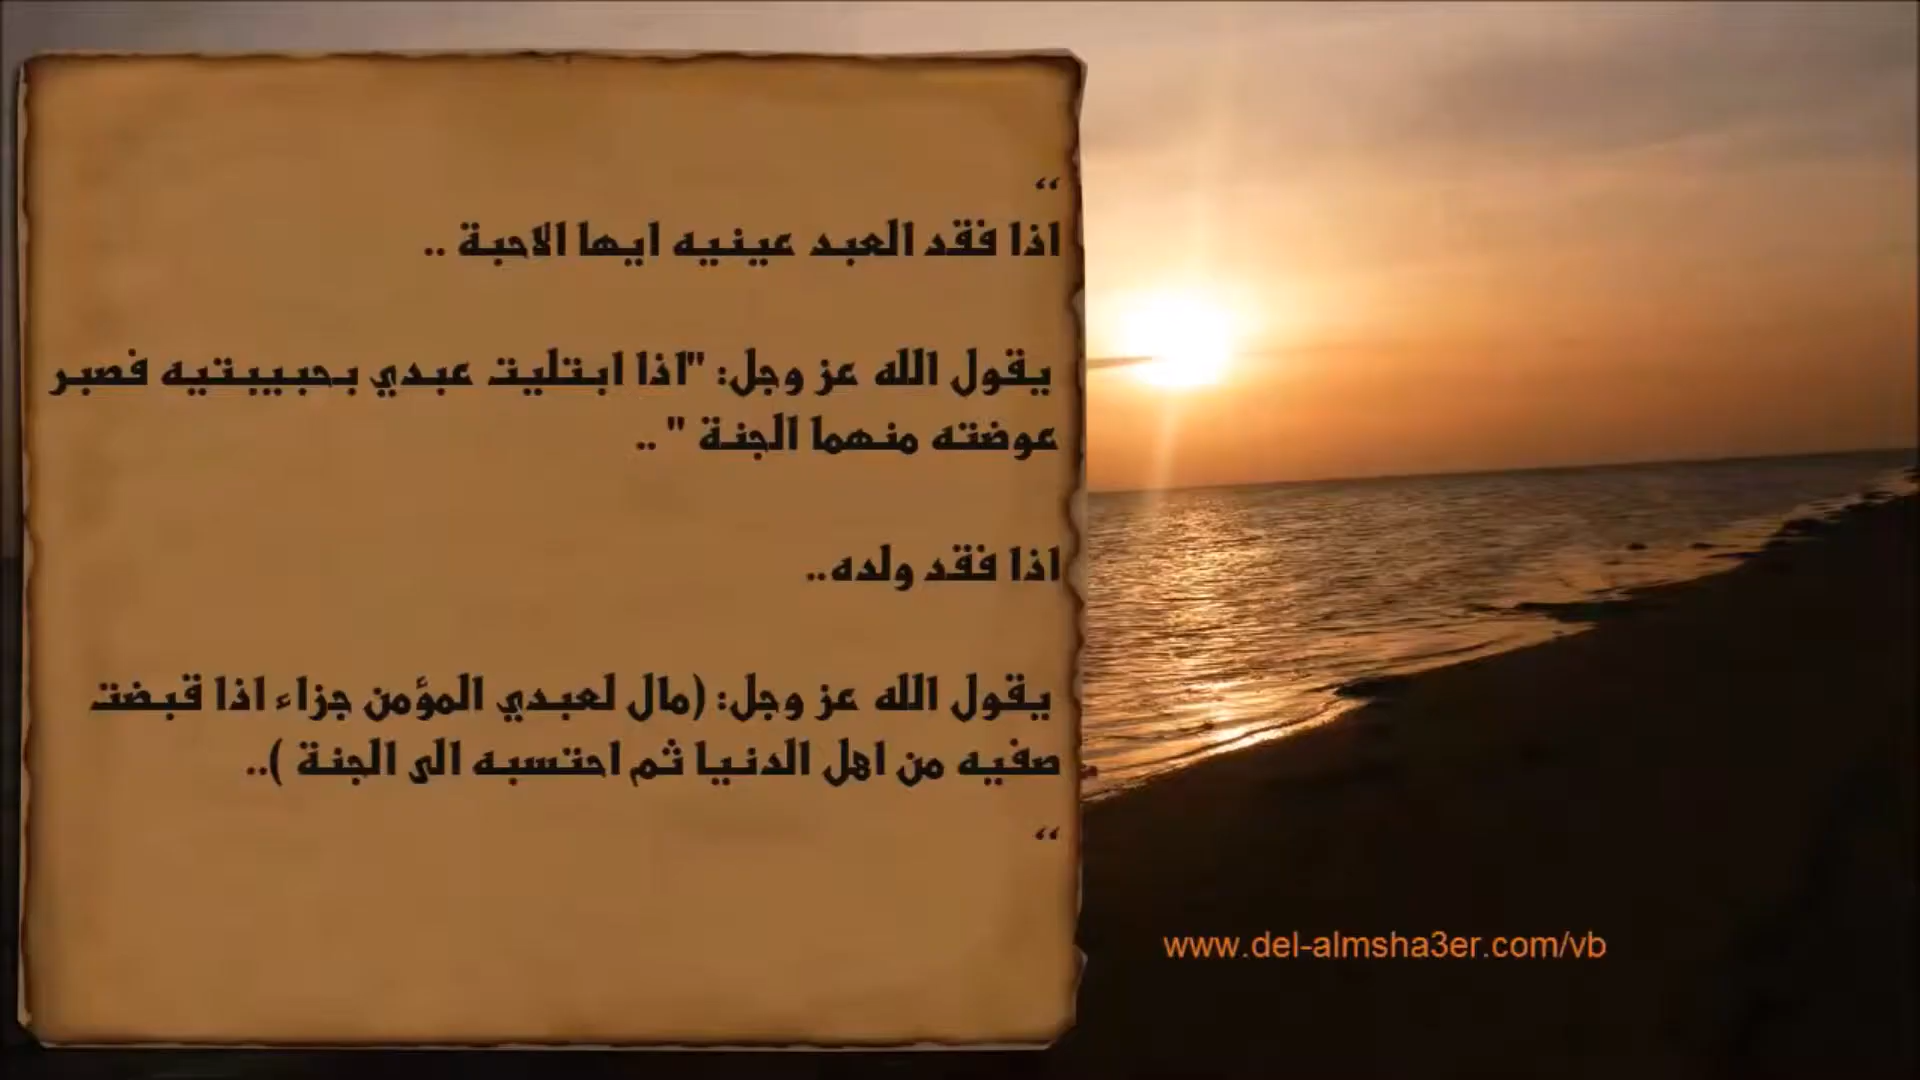 “
اذا فقد العبد عينيه ايها الاحبة ..
يقول الله عز وجل: "اذا ابتليت عبدي بحبيبتيه فصبر
عوضته منهما الجنة " ..
اذا فقد ولده..
يقول الله عز وجل: (مال لعبدي المؤمن جزاء اذا قبضت
صفيه من اهل الدنيا ثم احتسبه الى الجنة )..
“
www.del-almsha3er.com/vb